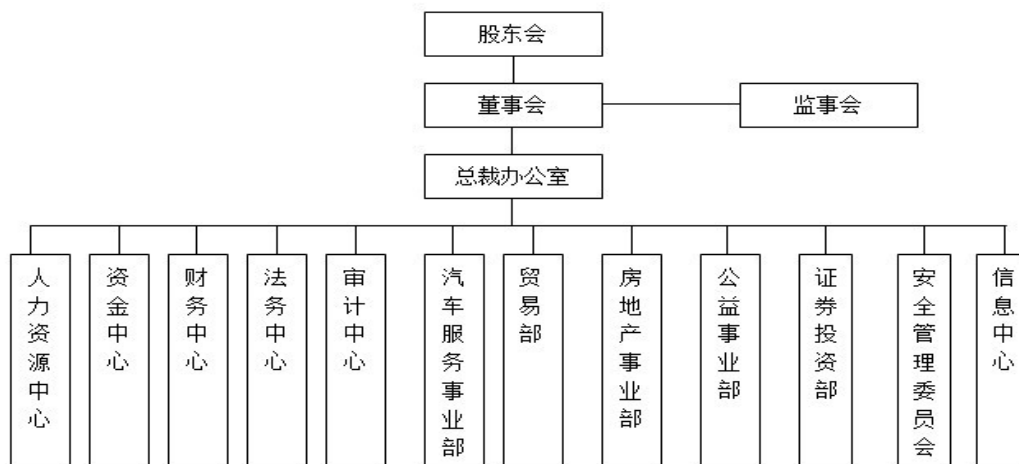 股东会
董事会
监事会
总裁办公室
人力资源中心
资金中心
财务中心
法务中心
审计中心
汽车服务事业部
贸易部
房地产事业部
公益事业部
证券投资部
安全管理委员会
信息中心